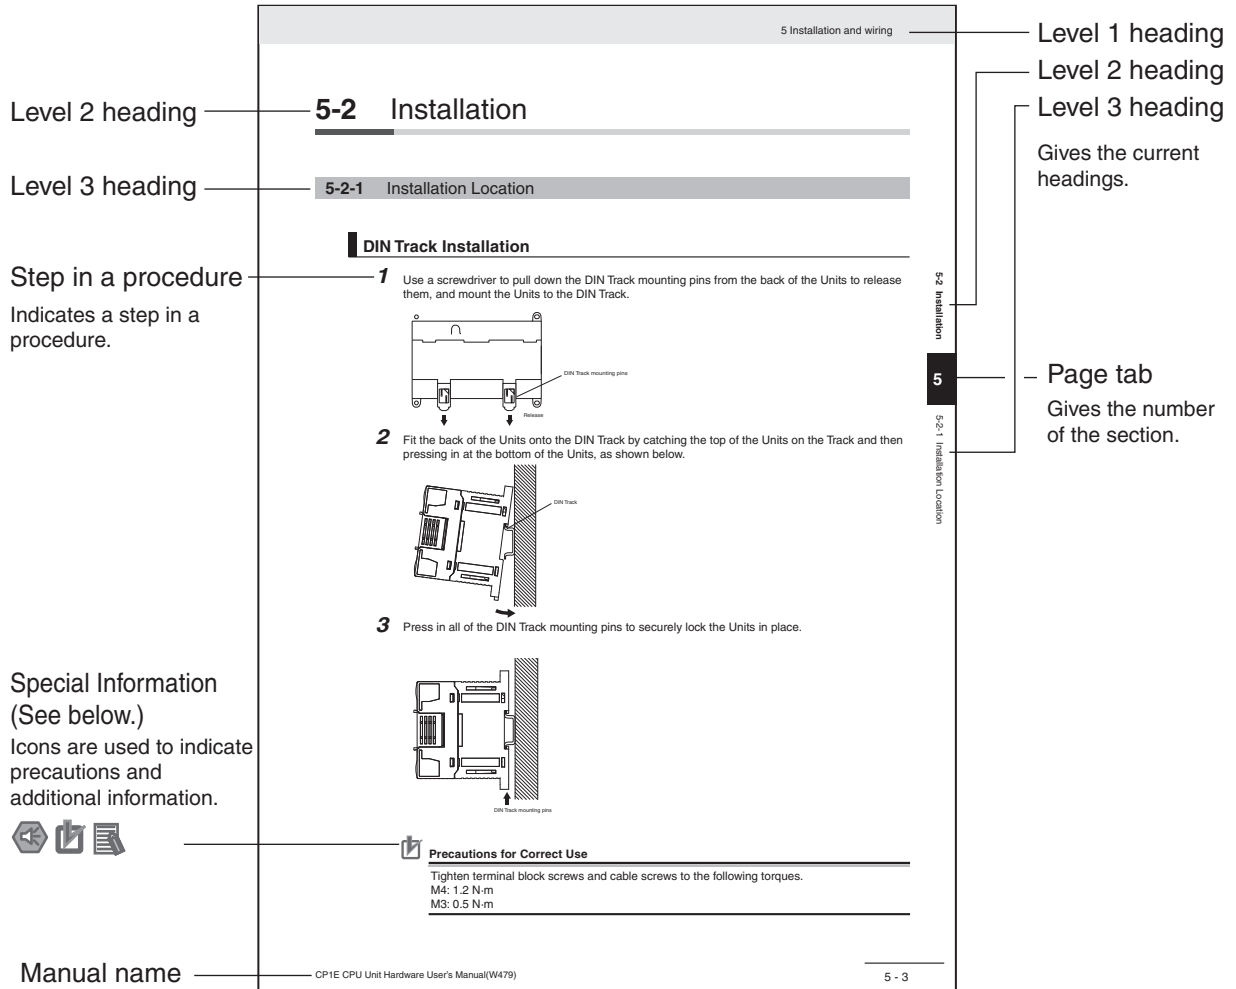 5 Installation and wiring
Level 1 heading
Level 2 heading
Level 3 heading
Gives the current
headings.
Level 2 heading
5-2 Installation
Level 3 heading
5-2-1 Installation Location
DIN Track Installation
Step in a procedure
Indicates a step in a
procedure.
1 Use a screwdriver to pull down the DIN Track mounting pins from the back of the Units to release
them, and mount the Units to the DIN Track.
DIN Track mounting pins
Release
5-2 Installation
5
5-2-1 Installation Location
Page tab
Gives the number
of the section.
2 Fit the back of the Units onto the DIN Track by catching the top of the Units on the Track and then
pressing in at the bottom of the Units, as shown below.
DIN Track
3 Press in all of the DIN Track mounting pins to securely lock the Units in place.
DIN Track mounting pins
Special Information
(See below.)
Icons are used to indicate
precautions and
additional information.
Precautions for Correct Use
Tighten terminal block screws and cable screws to the following torques.
M4: 1.2 N·m
M3: 0.5 N·m
Manual name
CP1E CPU Unit Hardware User's Manual(W479)
5 - 3